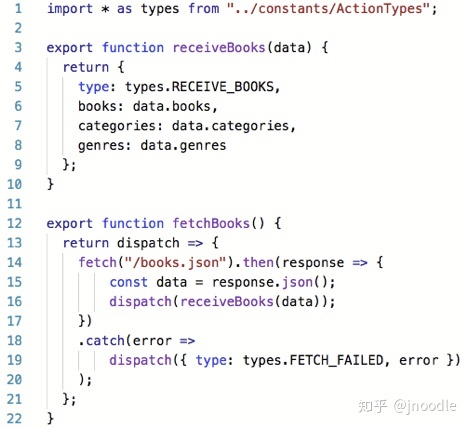 1 import * as types from "../constants/ActionTypes";
2
3 export function receiveBooks(data) {
4   return {
5     type: types.RECEIVE_BOOKS,
6     books: data.books,
7     categories: data.categories,
8     genres: data.genres
9   };
10 }
11
12 export function fetchBooks() {
13   return dispatch => {
14     fetch("/books.json").then(response => {
15         const data = response.json();
16         dispatch(receiveBooks(data));
17     })
18     .catch(error =>
19         dispatch({ type: types.FETCH_FAILED, error })
20     );
21   };
22 }
知乎 @jnoodle